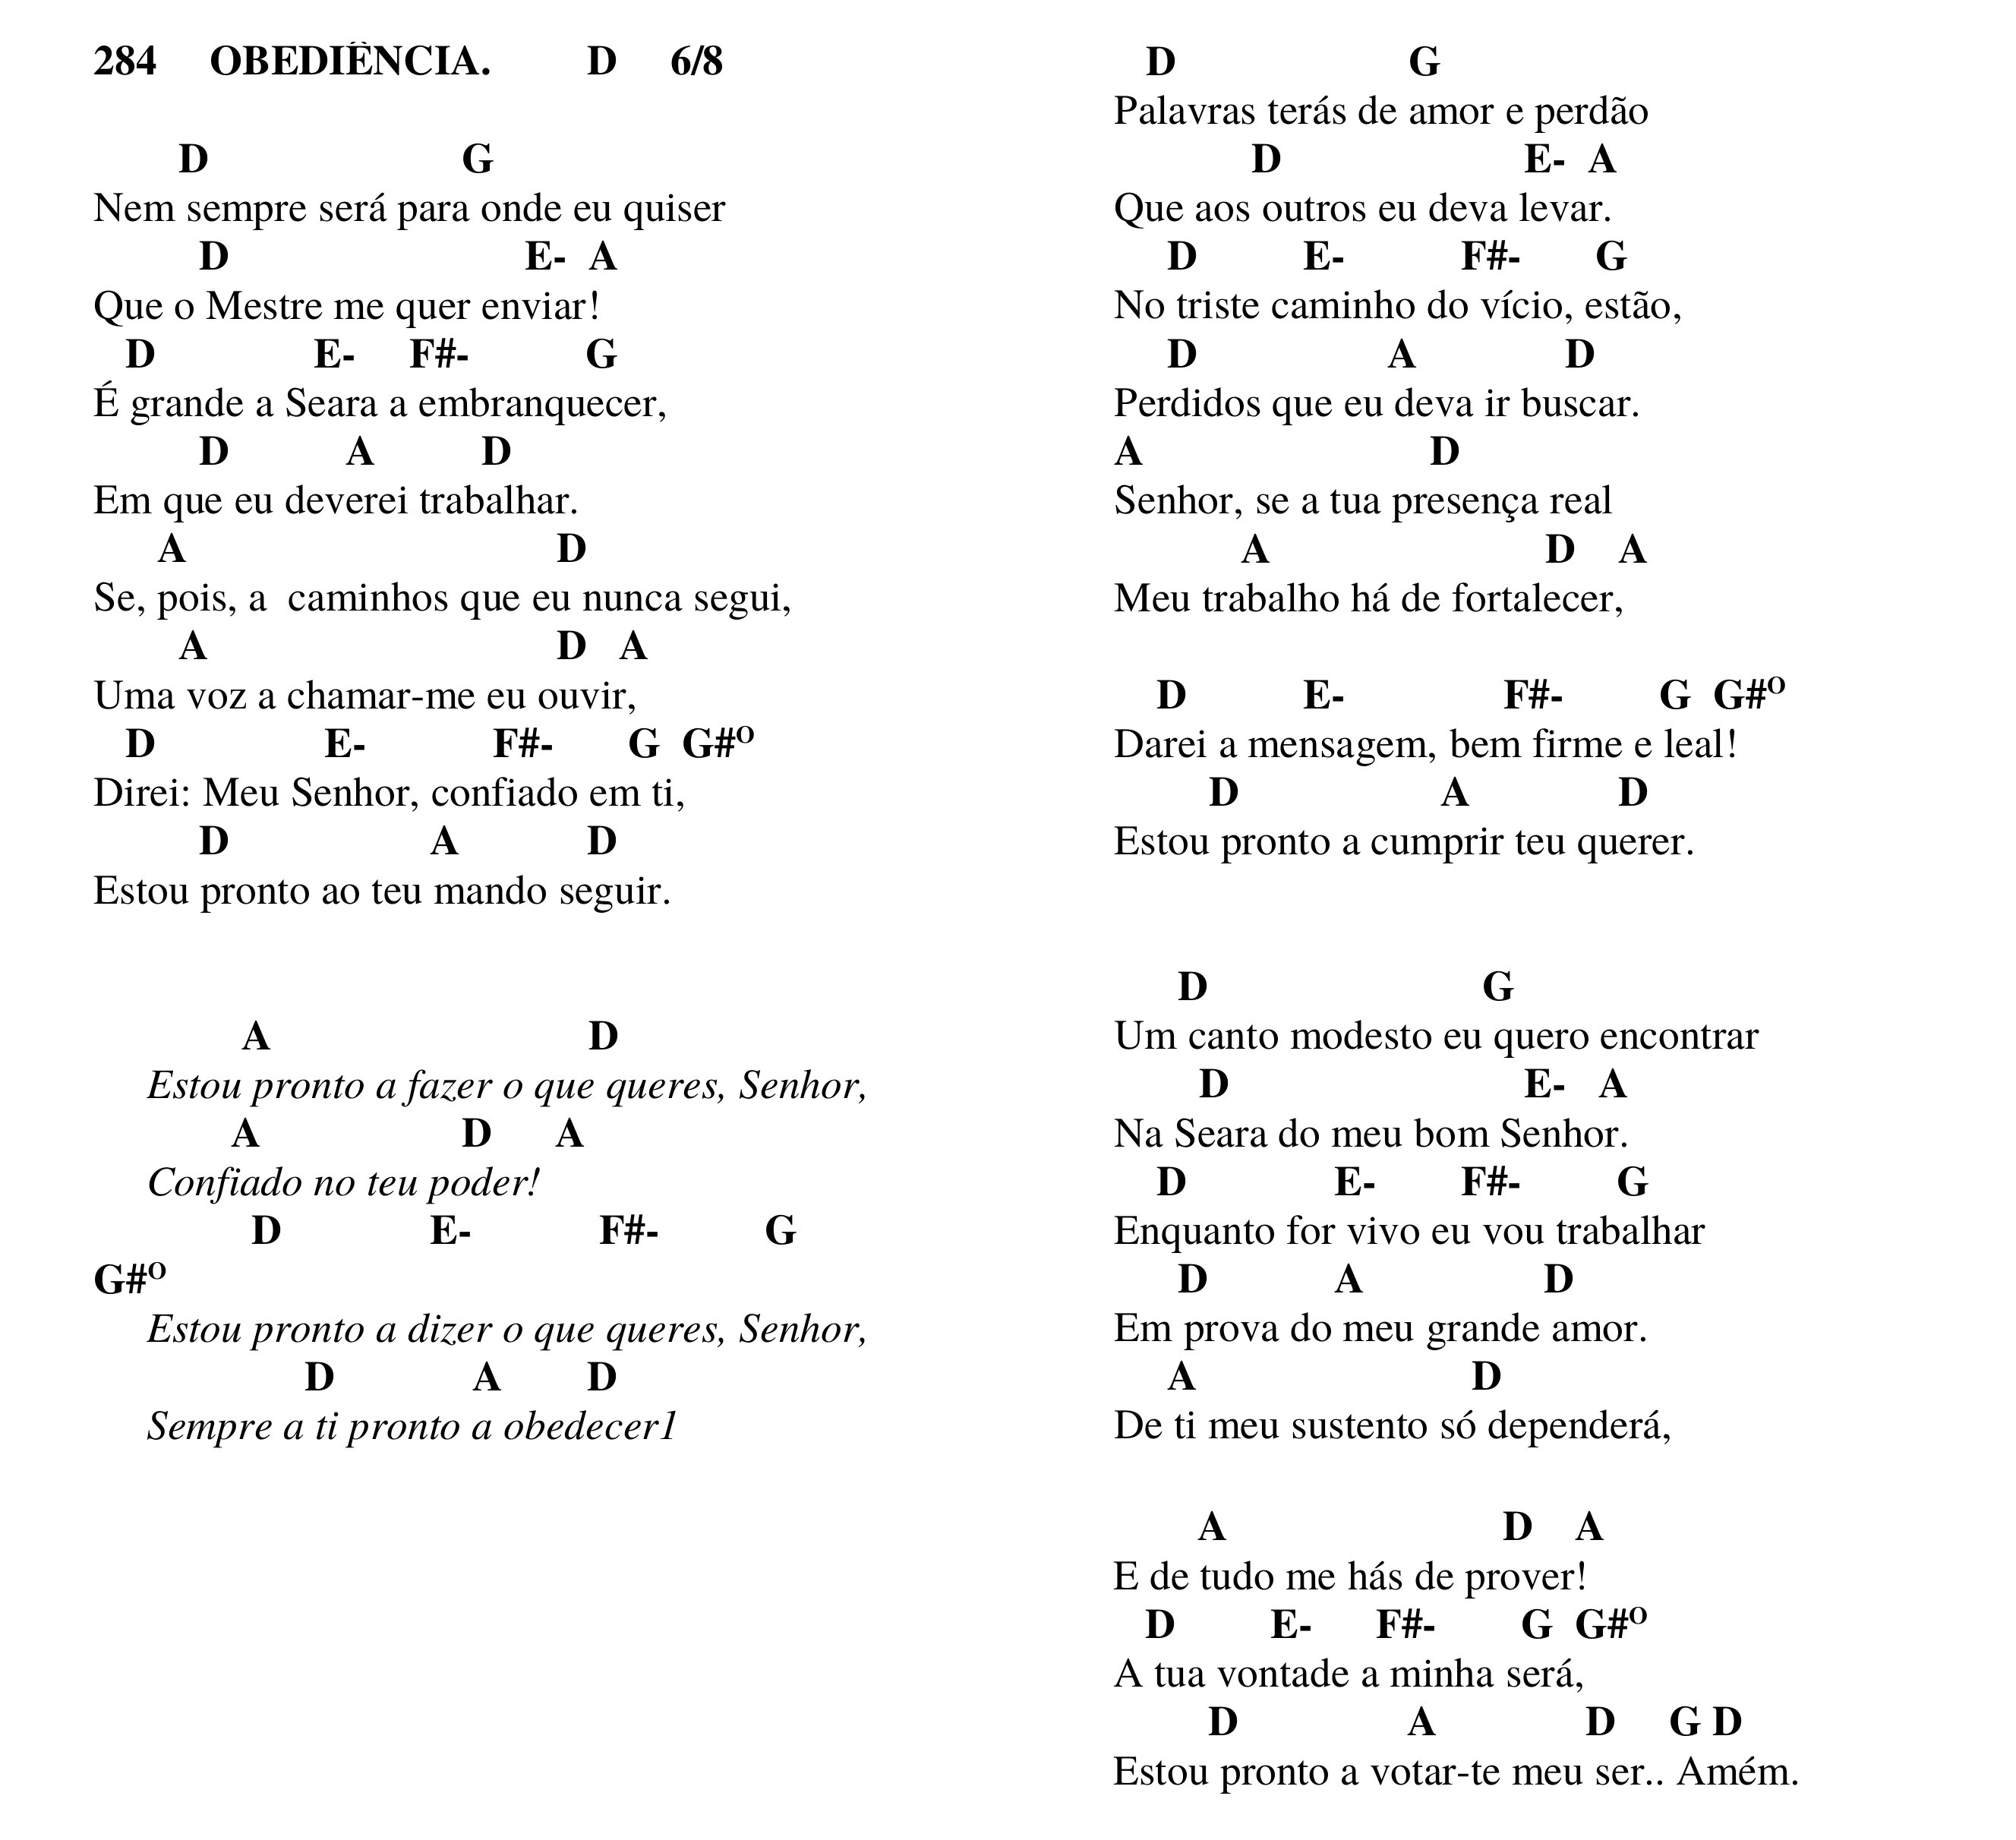 284     OBEDIÊNCIA.         D     6/8
D                        G
Nem sempre será para onde eu quiser
D                            E-  A
Que o Mestre me quer enviar!
D               E-     F#-           G
É grande a Seara a embranquecer,
D           A          D
Em que eu deverei trabalhar.
A                                   D
Se, pois, a  caminhos que eu nunca segui,
A                                 D   A
Uma voz a chamar-me eu ouvir,
D                E-            F#-       G  G#º
Direi: Meu Senhor, confiado em ti,
D                   A            D
Estou pronto ao teu mando seguir.
A                              D
Estou pronto a fazer o que queres, Senhor,
A                   D      A
Confiado no teu poder!
D              E-            F#-          G
G#º
Estou pronto a dizer o que queres, Senhor,
D             A        D
Sempre a ti pronto a obedecer1
D                      G
Palavras terás de amor e perdão
D                       E-  A
Que aos outros eu deva levar.
D          E-           F#-       G
No triste caminho do vício, estão,
D                  A              D
Perdidos que eu deva ir buscar.
A                           D
Senhor, se a tua presença real
A                          D    A
Meu trabalho há de fortalecer,
D           E-               F#-         G  G#º
Darei a mensagem, bem firme e leal!
D                   A              D
Estou pronto a cumprir teu querer.
D                          G
Um canto modesto eu quero encontrar
D                            E-   A
Na Seara do meu bom Senhor.
D              E-        F#-         G
Enquanto for vivo eu vou trabalhar
D            A                 D
Em prova do meu grande amor.
A                          D
De ti meu sustento só dependerá,
A                          D    A
E de tudo me hás de prover!
D         E-      F#-        G  G#º
A tua vontade a minha será,
D                A              D     G D
Estou pronto a votar-te meu ser.. Amém.